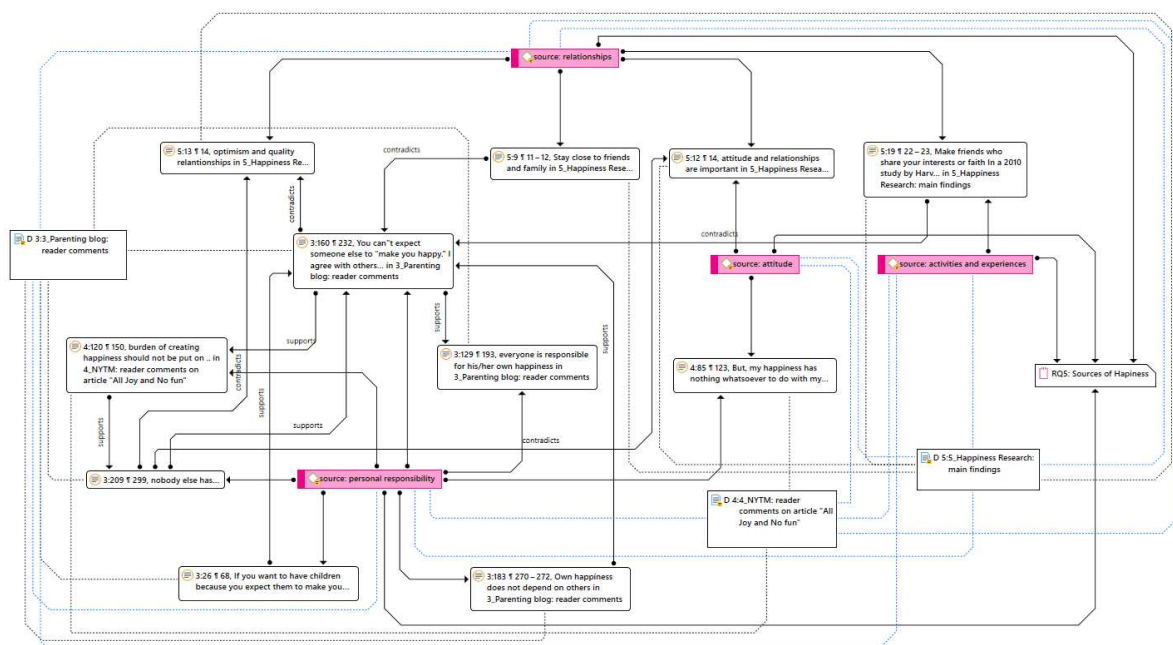 source: relationships
5:13 ¶ 14, optimism and quality
relantionships in 5_Happiness Re...
contradicts
5:9 ¶ 11 – 12, Stay close to friends
and family in 5_Happiness Rese...
5:12 ¶ 14, attitude and relationships
are important in 5_Happiness Resea...
5:19 ¶ 22 – 23, Make friends who
share your interests or faith In a 2010
study by Harv... in 5_Happiness
Research: main findings
contradicts
D 3:3_Parenting blog:
reader comments
3:160 ¶ 232, You can"t expect
someone else to "make you happy." I
agree with others... in 3_Parenting
blog: reader comments
contradicts
source: attitude
source: activities and experiences
supports
supports
supports
4:120 ¶ 150, burden of creating
happiness should not be put on .. in
4_NYTM: reader comments on
article "All Joy and No fun"
contradicts
3:129 ¶ 193, everyone is responsible
for his/her own happiness in
3_Parenting blog: reader comments
4:85 ¶ 123, But, my happiness has
nothing whatsoever to do with my...
RQ5: Sources of Hapiness
supports
supports
supports
contradicts
3:209 ¶ 299, nobody else has...
source: personal responsibility
D 5:5_Happiness Research:
main findings
D 4:4_NYTM: reader
comments on article "All
Joy and No fun"
3:26 ¶ 68, If you want to have children
because you expect them to make you...
3:183 ¶ 270 – 272, Own happiness
does not depend on others in
3_Parenting blog: reader comments